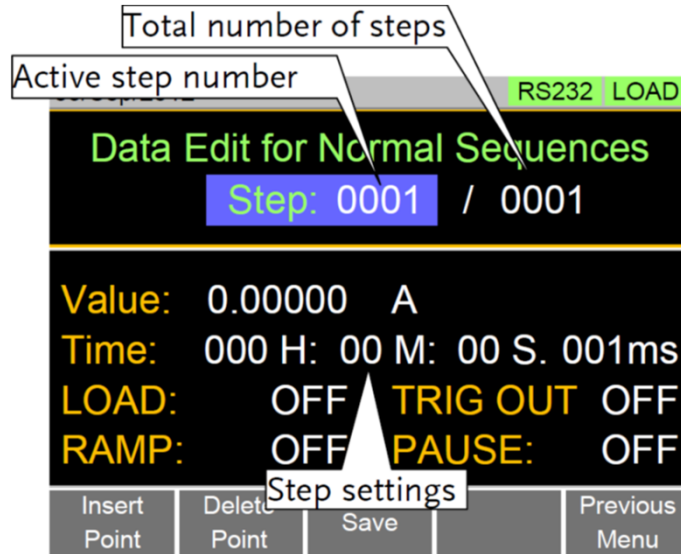 Total number of steps
Active step number
RS232 LOAD
Data Edit for Normal Sequences
Step: 0001 / 0001
Value: 0.00000 A
Time: 000 H: 00 M: 00 S. 001ms
LOAD: OFF TRIG OUT OFF
RAMP: OFF PAUSE: OFF
Step settings
Insert Point
Delete Point
Save
Previous Menu